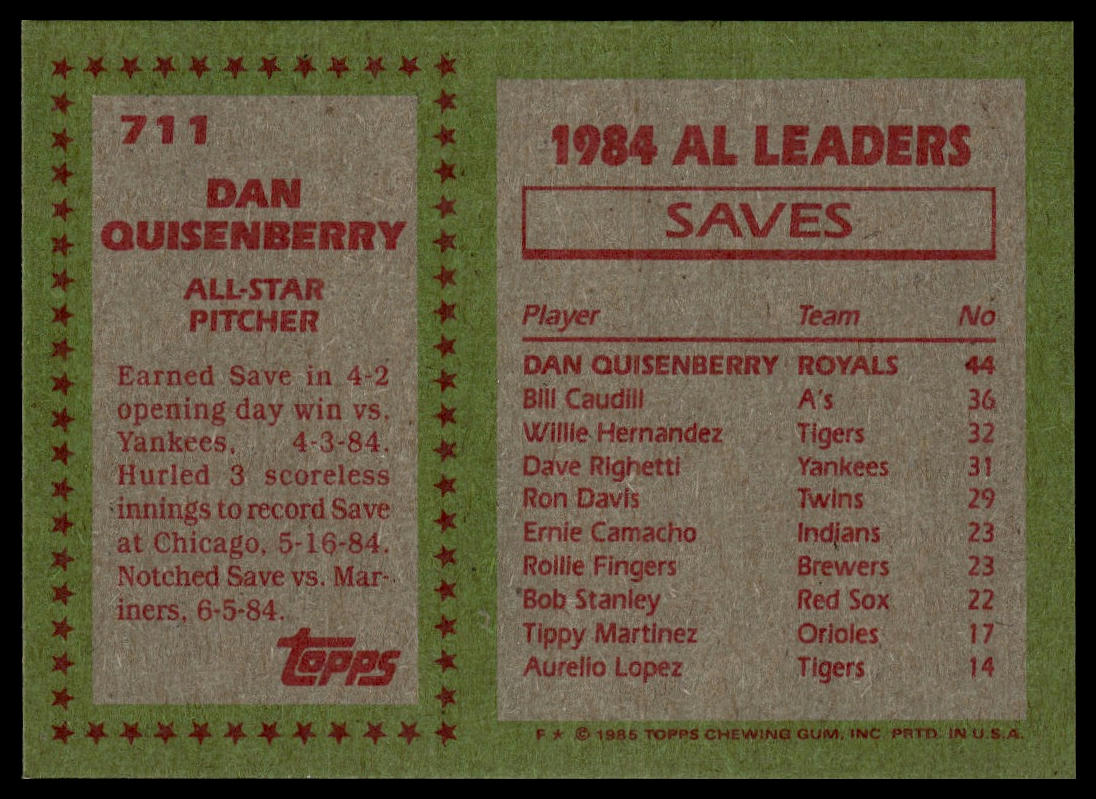 711
DAN
QUISENBERRY
ALL-STAR
PITCHER
Earned Save in 4-2
opening day win vs.
Yankees, 4-3-84.
Hurled 3 scoreless
innings to record Save
at Chicago, 5-16-84.
Notched Save vs. Mar-
iners, 6-5-84.
topps
1984 AL LEADERS
SAVES
Player Team No
DAN QUISENBERRY ROYALS 44
Bill Caudill A's 36
Willie Hernandez Tigers 32
Dave Righetti Yankees 31
Ron Davis Twins 29
Ernie Camacho Indians 23
Rollie Fingers Brewers 23
Bob Stanley Red Sox 22
Tippy Martinez Orioles 17
Aurelio Lopez Tigers 14
F ★ © 1985 TOPPS CHEWING GUM, INC PRTD. IN U.S.A.